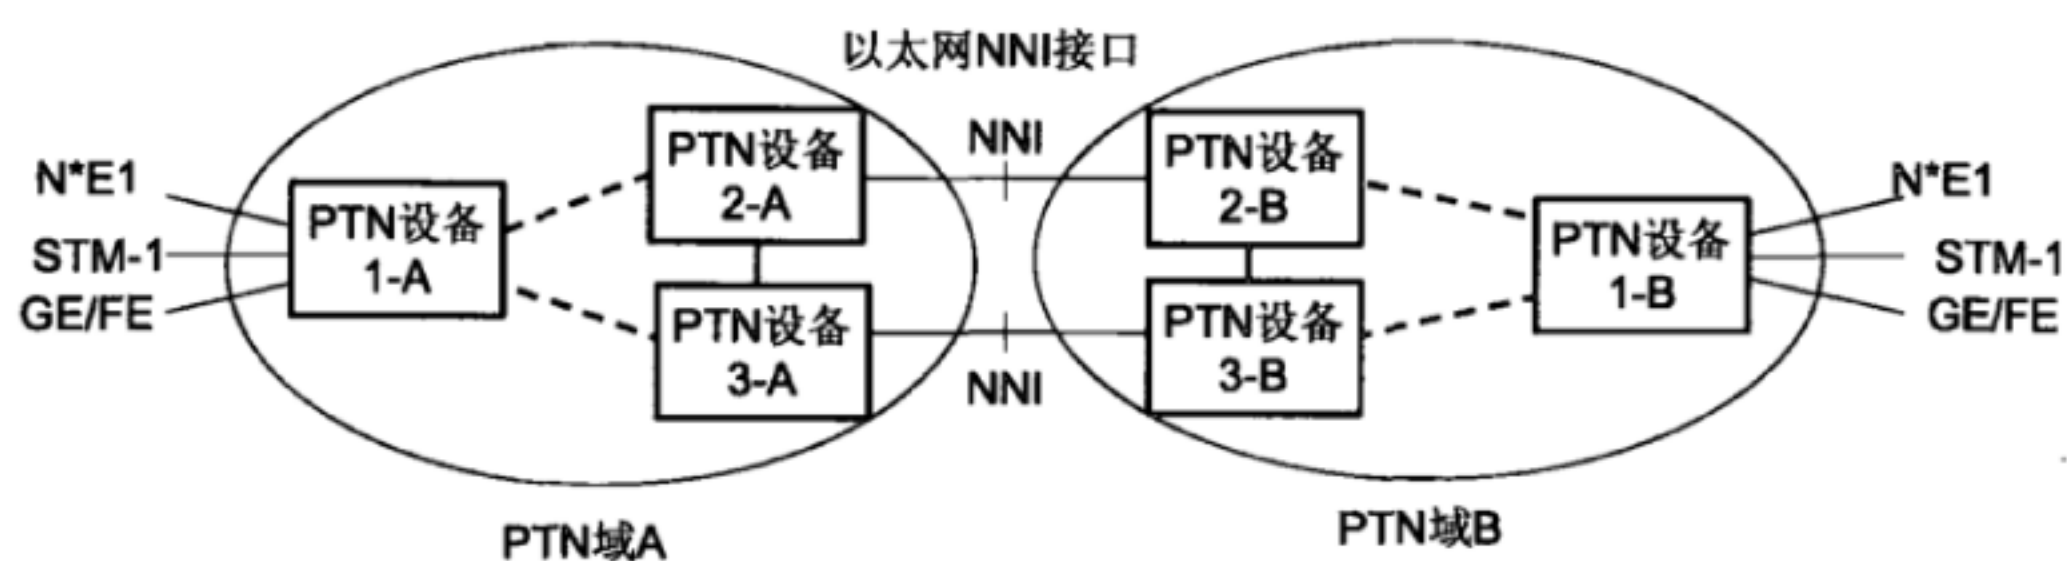 以太网NNI接口
NNI
N*E1
STM-1
GE/FE
PTN设备
1-A
PTN设备
2-A
PTN设备
3-A
PTN设备
2-B
PTN设备
3-B
PTN设备
1-B
N*E1
STM-1
GE/FE
NNI
PTN域A
PTN域B